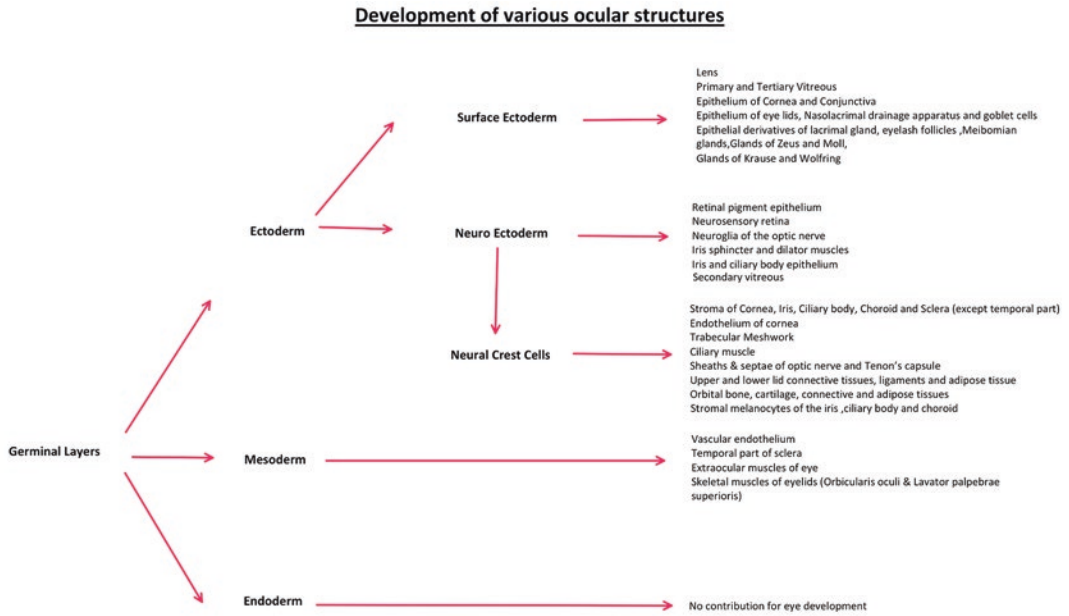 Development of various ocular structures
Lens
Primary and Tertiary Vitreous
Epithelium of Cornea and Conjunctiva
Epithelium of eye lids, Nasolacrimal drainage apparatus and goblet cells
Epithelial derivatives of lacrimal gland, eyelash follicles ,Meibomian
glands,Glands of Zeus and Moll,
Glands of Krause and Wolfring
Surface Ectoderm
Retinal pigment epithelium
Neurosensory retina
Neuroglia of the optic nerve
Iris sphincter and dilator muscles
Iris and ciliary body epithelium
Secondary vitreous
Ectoderm
Neuro Ectoderm
Stroma of Cornea, Iris, Ciliary body, Choroid and Sclera (except temporal part)
Endothelium of cornea
Trabecular Meshwork
Ciliary muscle
Sheaths & septae of optic nerve and Tenon's capsule
Upper and lower lid connective tissues, ligaments and adipose tissue
Orbital bone, cartilage, connective and adipose tissues
Stromal melanocytes of the iris ,ciliary body and choroid
Neural Crest Cells
Germinal Layers
Mesoderm
Vascular endothelium
Temporal part of sclera
Extraocular muscles of eye
Skeletal muscles of eyelids (Orbicularis oculi & Lavator palpebrae
superioris)
Endoderm
No contribution for eye development